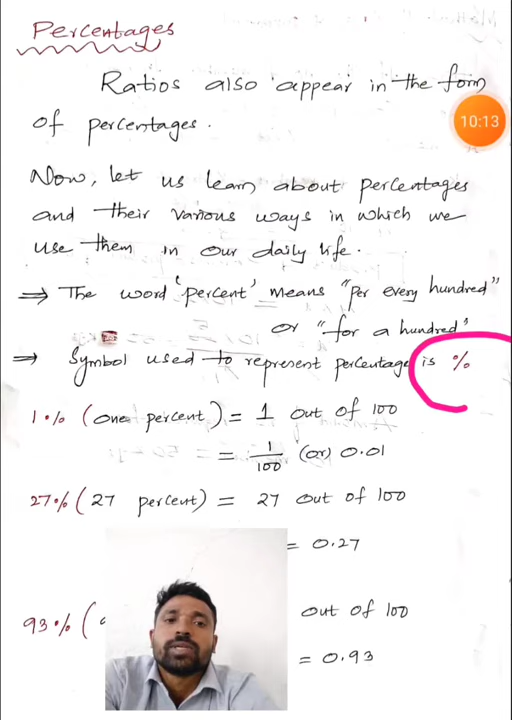 Percentages
Ratios also appear in the form
of percentages.
10:13
Now, let us learn about percentages
and their various ways in which we
use them in our daily life.
⇒ The word 'percent' means "per every hundred"
or "for a hundred"
⇒ Symbol used to represent percentage is %
1% (one percent) = 1 out of 100
= 1/100 (or) 0.01
27% (27 percent) = 27 out of 100
= 0.27
93% ( out of 100
= 0.93